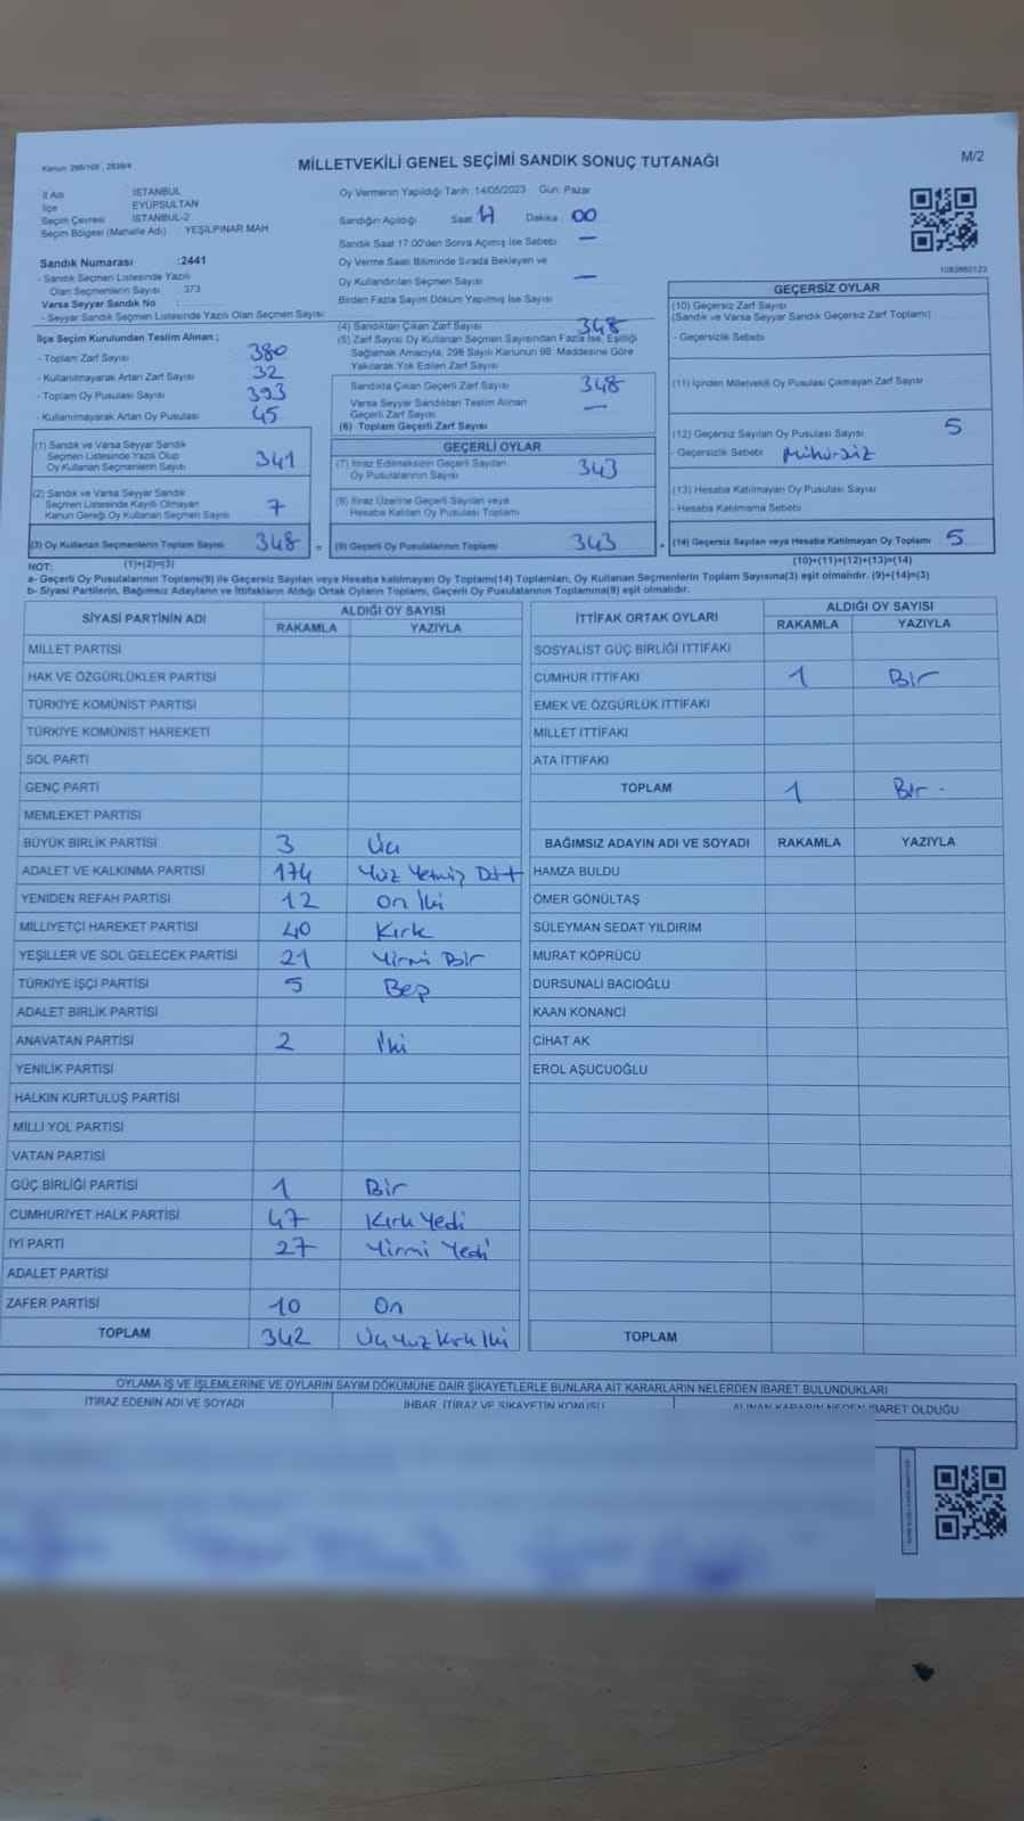 Kanun: 298/105 , 2839/4
MİLLETVEKİLİ GENEL SEÇİMİ SANDIK SONUÇ TUTANAĞI
M/2
İl Adı İSTANBUL
İlçe EYÜPSULTAN
Seçim Çevresi İSTANBUL-2
Seçim Bölgesi (Mahalle Adı) YEŞİLPINAR MAH
Oy Vermenin Yapıldığı Tarih :14/05/2023 Gün: Pazar
Sandığın Açıldığı Saat 17 Dakika : 00
Sandık Saat 17:00'den Sonra Açılmış İse Sebebi —
Oy Verme Saati Bitiminde Sırada Bekleyen ve
Oy Kullandırılan Seçmen Sayısı —
Birden Fazla Sayım Döküm Yapılmış İse Sayısı
Sandık Numarası :2441
- Sandık Seçmen Listesinde Yazılı
Olan Seçmenlerin Sayısı 373
Varsa Seyyar Sandık No :
- Seyyar Sandık Seçmen Listesinde Yazılı Olan Seçmen Sayısı
İlçe Seçim Kurulundan Teslim Alınan ;
- Toplam Zarf Sayısı 380
- Kullanılmayarak Artan Zarf Sayısı 32
- Toplam Oy Pusulası Sayısı 393
- Kullanılmayarak Artan Oy Pusulası 45
(1) Sandık ve Varsa Seyyar Sandık
Seçmen Listesinde Yazılı Olup
Oy Kullanan Seçmenlerin Sayısı 341
(2) Sandık ve Varsa Seyyar Sandık
Seçmen Listesinde Kayıtlı Olmayan
Kanun Gereği Oy Kullanan Seçmen Sayısı 7
(3) Oy Kullanan Seçmenlerin Toplam Sayısı 348
(1)+(2)=(3)
(4) Sandıktan Çıkan Zarf Sayısı 348
(5) Zarf Sayısı Oy Kullanan Seçmen Sayısından Fazla İse, Eşitliği
Sağlamak Amacıyla, 298 Sayılı Kanunun 98. Maddesine Göre
Yakılarak Yok Edilen Zarf Sayısı
Sandıkta Çıkan Geçerli Zarf Sayısı 348
Varsa Seyyar Sandıktan Teslim Alınan
Geçerli Zarf Sayısı —
(6) Toplam Geçerli Zarf Sayısı
GEÇERLİ OYLAR
(7) İtiraz Edilmeksizin Geçerli Sayılan
Oy Pusulalarının Sayısı 343
(8) İtiraz Üzerine Geçerli Sayılan veya
Hesaba Katılan Oy Pusulası Toplamı
= (9) Geçerli Oy Pusulalarının Toplamı 343
1083880123
GEÇERSİZ OYLAR
(10) Geçersiz Zarf Sayısı
(Sandık ve Varsa Seyyar Sandık Geçersiz Zarf Toplamı)
- Geçersizlik Sebebi
(11) İçinden Milletvekili Oy Pusulası Çıkmayan Zarf Sayısı
(12) Geçersiz Sayılan Oy Pusulası Sayısı 5
- Geçersizlik Sebebi Mühürsüz
(13) Hesaba Katılmayan Oy Pusulası Sayısı
- Hesaba Katılmama Sebebi
+ (14) Geçersiz Sayılan veya Hesaba Katılmayan Oy Toplamı 5
(10)+(11)+(12)+(13)=(14)
NOT:
a- Geçerli Oy Pusulalarının Toplamı(9) ile Geçersiz Sayılan veya Hesaba katılmayan Oy Toplamı(14) Toplamları, Oy Kullanan Seçmenlerin Toplam Sayısına(3) eşit olmalıdır. (9)+(14)=(3)
b- Siyasi Partilerin, Bağımsız Adayların ve İttifakların Aldığı Ortak Oyların Toplamı, Geçerli Oy Pusulalarının Toplamına(9) eşit olmalıdır.
SİYASİ PARTİNİN ADI ALDIĞI OY SAYISI
RAKAMLA YAZIYLA
MİLLET PARTİSİ
HAK VE ÖZGÜRLÜKLER PARTİSİ
TÜRKİYE KOMÜNİST PARTİSİ
TÜRKİYE KOMÜNİST HAREKETİ
SOL PARTİ
GENÇ PARTİ
MEMLEKET PARTİSİ
BÜYÜK BİRLİK PARTİSİ 3 Üç
ADALET VE KALKINMA PARTİSİ 174 Yüz Yetmiş Dört
YENİDEN REFAH PARTİSİ 12 on iki
MİLLİYETÇİ HAREKET PARTİSİ 40 Kırk
YEŞİLLER VE SOL GELECEK PARTİSİ 21 Yirmi Bir
TÜRKİYE İŞÇİ PARTİSİ 5 Beş
ADALET BİRLİK PARTİSİ
ANAVATAN PARTİSİ 2 İki
YENİLİK PARTİSİ
HALKIN KURTULUŞ PARTİSİ
MİLLİ YOL PARTİSİ
VATAN PARTİSİ
GÜÇ BİRLİĞİ PARTİSİ 1 Bir
CUMHURİYET HALK PARTİSİ 47 Kırk Yedi
İYİ PARTİ 27 Yirmi Yedi
ADALET PARTİSİ
ZAFER PARTİSİ 10 On
TOPLAM 342 Üç Yüz Kırk İki
İTTİFAK ORTAK OYLARI ALDIĞI OY SAYISI
RAKAMLA YAZIYLA
SOSYALİST GÜÇ BİRLİĞİ İTTİFAKI
CUMHUR İTTİFAKI 1 Bir
EMEK VE ÖZGÜRLÜK İTTİFAKI
MİLLET İTTİFAKI
ATA İTTİFAKI
TOPLAM 1 Bir -
BAĞIMSIZ ADAYIN ADI VE SOYADI RAKAMLA YAZIYLA
HAMZA BULDU
ÖMER GÖNÜLTAŞ
SÜLEYMAN SEDAT YILDIRIM
MURAT KÖPRÜCÜ
DURSUNALİ BACIOĞLU
KAAN KONANCİ
CİHAT AK
EROL AŞUCUOĞLU
TOPLAM
OYLAMA İŞ VE İŞLEMLERİNE VE OYLARIN SAYIM DÖKÜMÜNE DAİR ŞİKAYETLERLE BUNLARA AİT KARARLARIN NELERDEN İBARET BULUNDUKLARI
İTİRAZ EDENİN ADI VE SOYADI
İHBAR, İTİRAZ VE ŞİKAYETİN KONUSU
ALINAN KARARIN NEDEN İBARET OLDUĞU